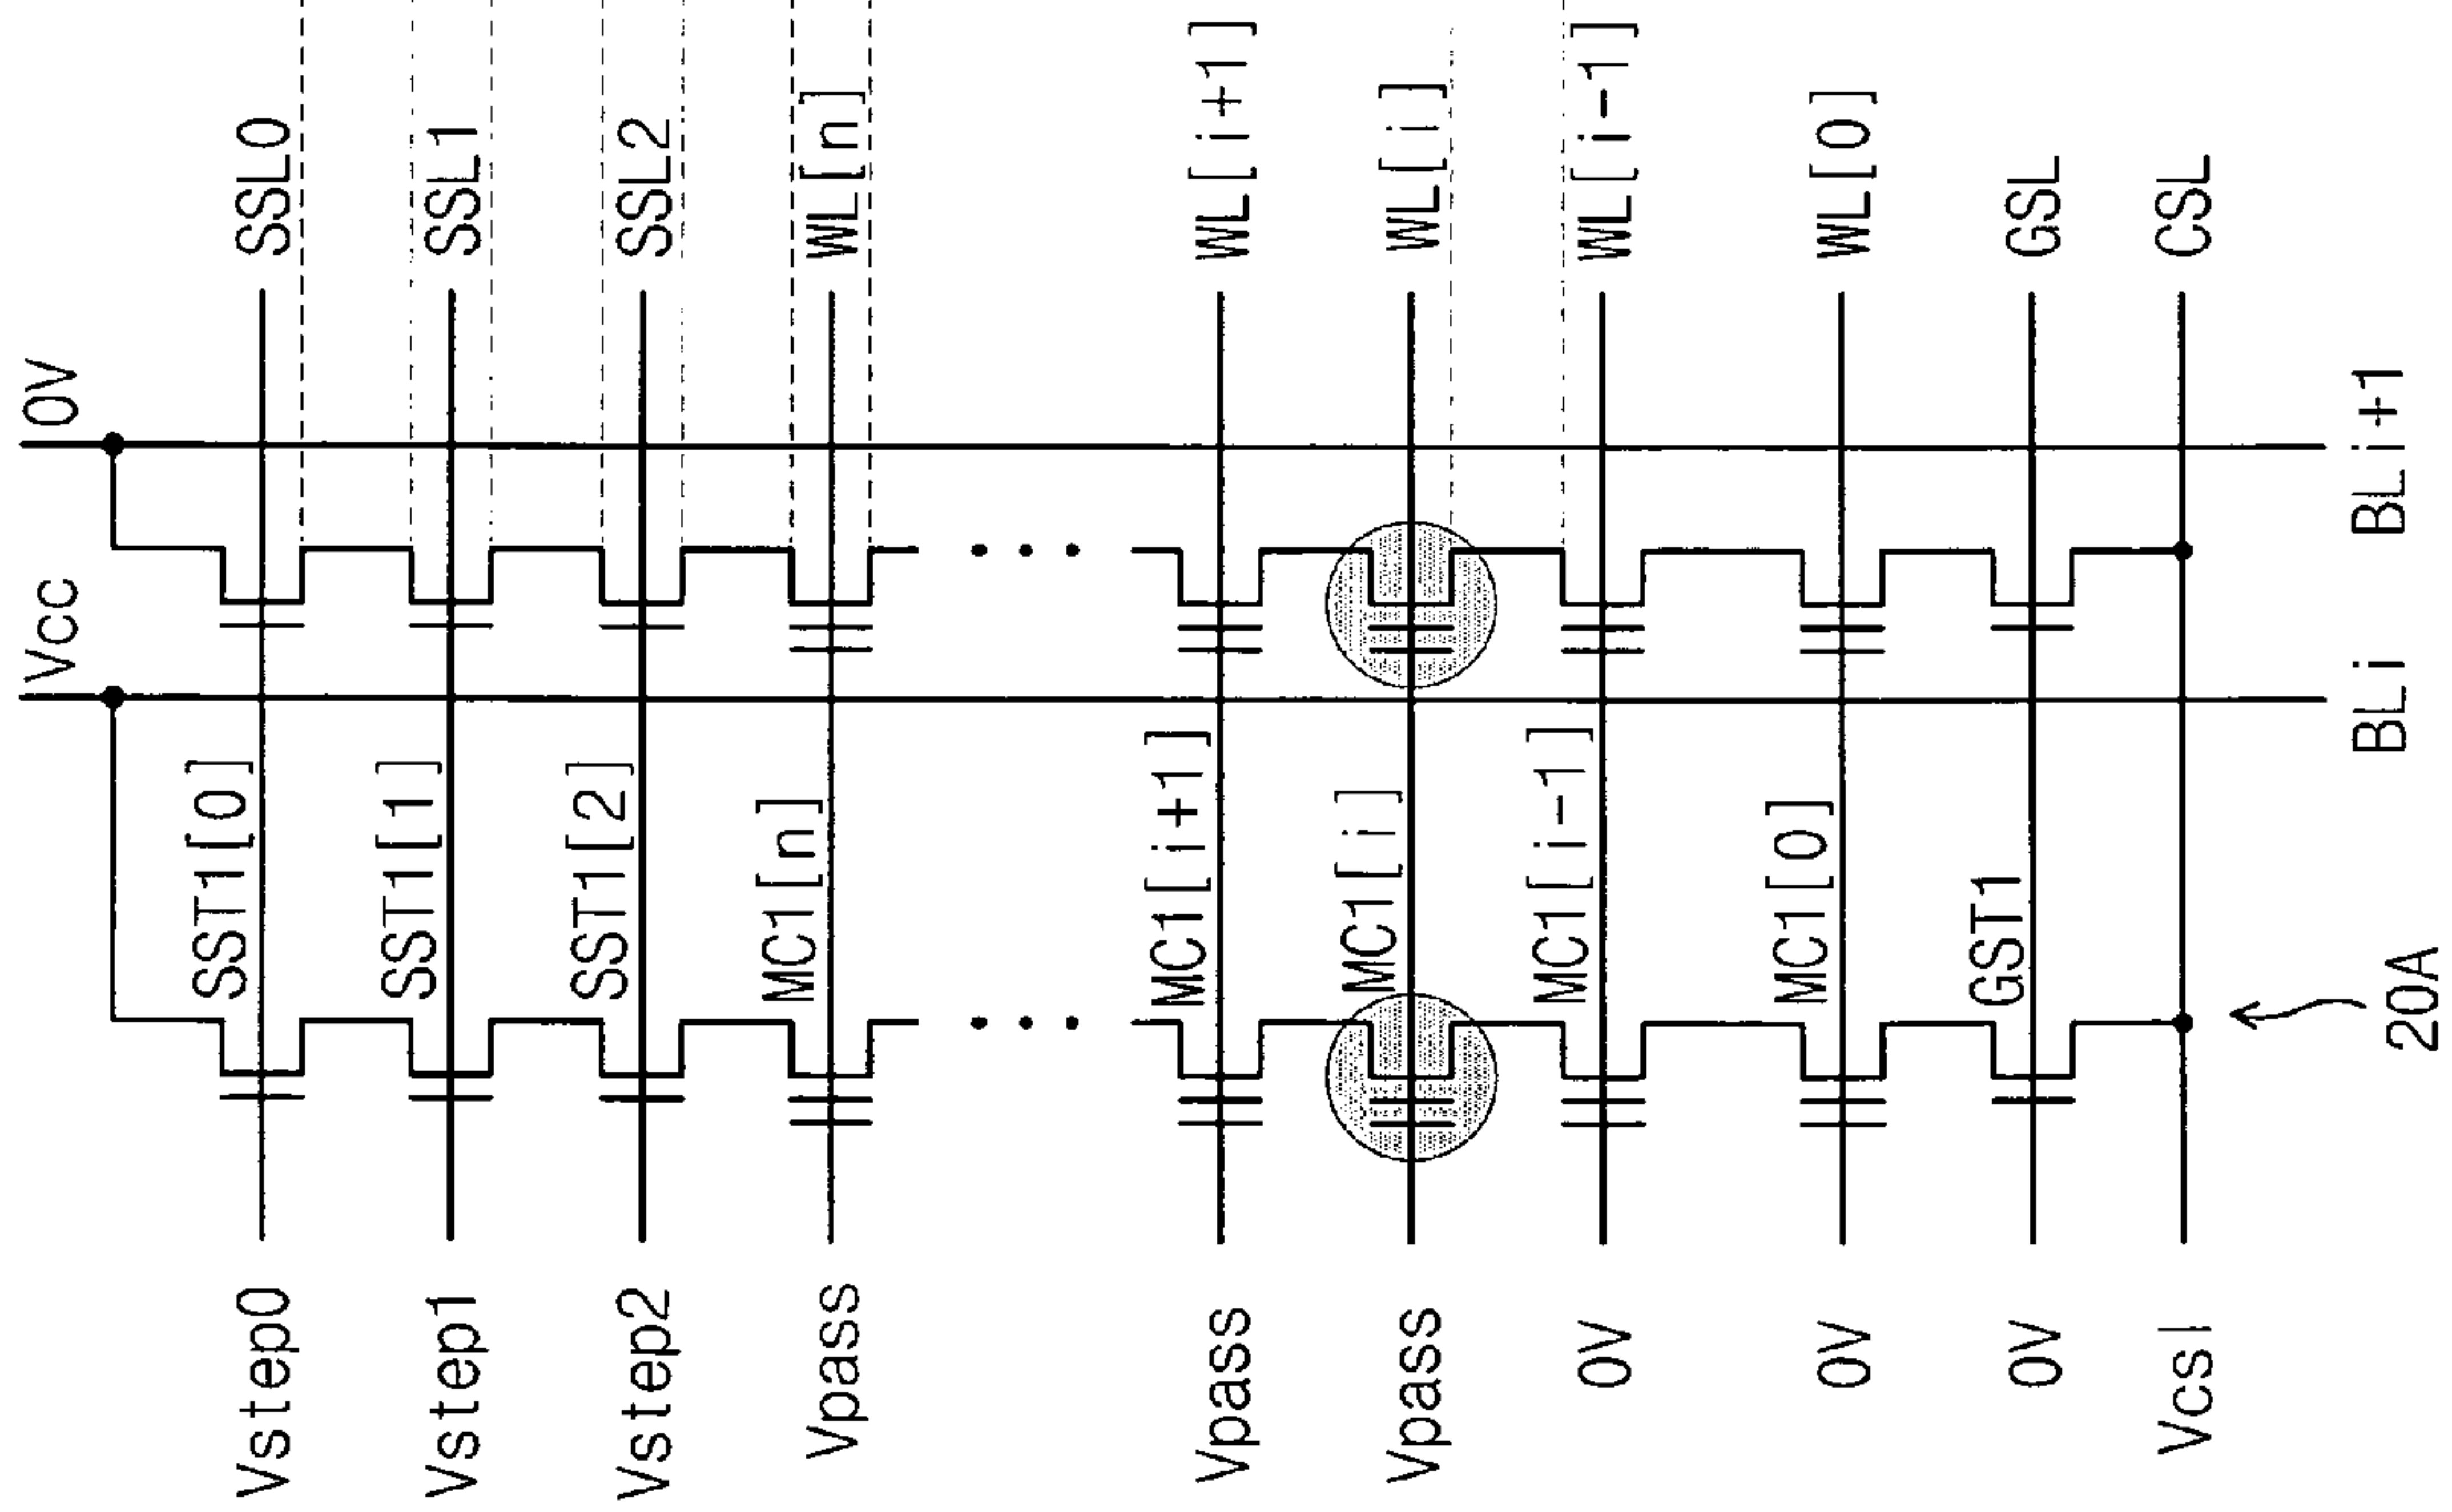 Vcc 0V
SST1[0]
Vstep0 SSL0
SST1[1]
Vstep1 SSL1
SST1[2]
Vstep2 SSL2
MC1[n]
Vpass WL[n]
MC1[i+1]
Vpass WL[i+1]
MC1[i]
Vpass WL[i]
MC1[i-1]
0V WL[i-1]
MC1[0]
0V WL[0]
GST1
0V GSL
Vcsl CSL
20A BLi BLi+1